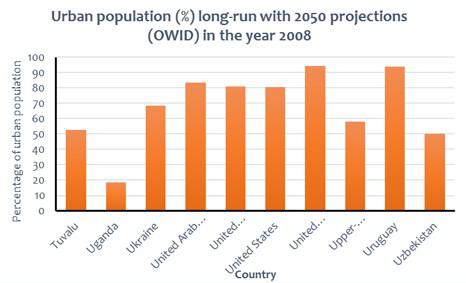 Urban population (%) long-run with 2050 projections
(OWID) in the year 2008
Percentage of urban population
100
90
80
70
60
50
40
30
20
10
0
Tuvalu
Uganda
Ukraine
United Arab...
United...
United States
United...
Upper-...
Uruguay
Uzbekistan
Country